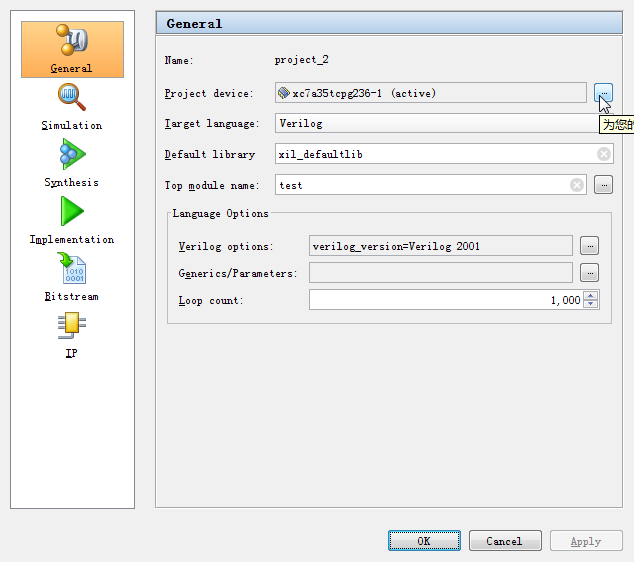 General
General
Name: project_2
Project device: xc7a35tcpg236-1 (active) ...
为您的
Simulation
Target language: Verilog
Default library xil_defaultlib
Synthesis
Top module name: test ...
Language Options
Implementation
Verilog options: verilog_version=Verilog 2001 ...
Generics/Parameters: ...
1010
0001
Bitstream
Loop count: 1,000
IP
OK Cancel Apply